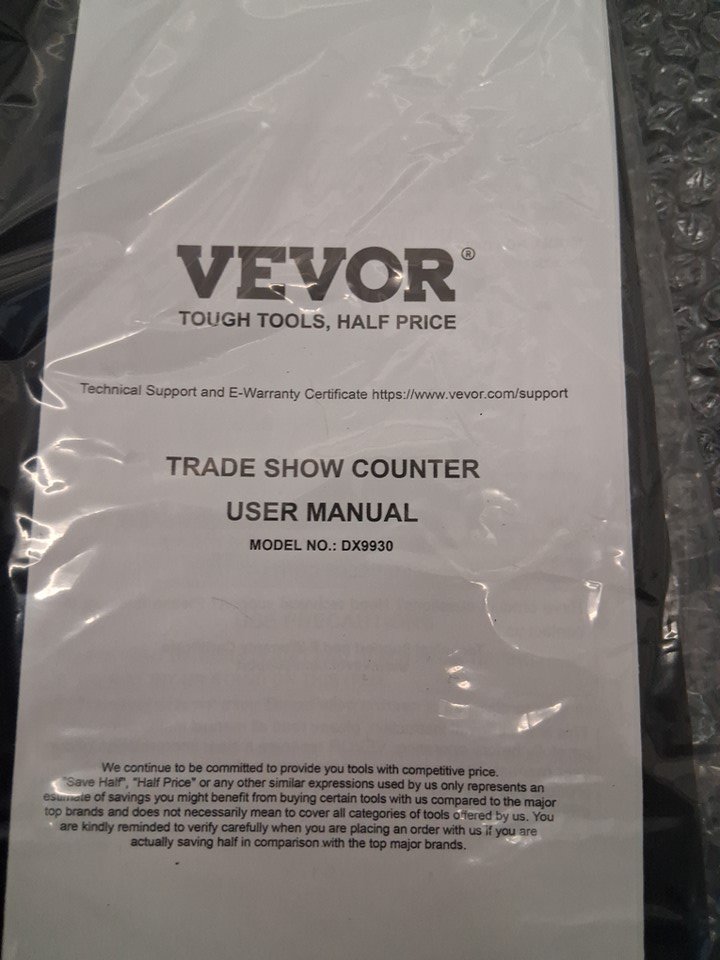 VEVOR®
TOUGH TOOLS, HALF PRICE
Technical Support and E-Warranty Certificate https://www.vevor.com/support
TRADE SHOW COUNTER
USER MANUAL
MODEL NO.: DX9930
We continue to be committed to provide you tools with competitive price.
"Save Half", "Half Price" or any other similar expressions used by us only represents an
estimate of savings you might benefit from buying certain tools with us compared to the major
top brands and does not necessarily mean to cover all categories of tools offered by us. You
are kindly reminded to verify carefully when you are placing an order with us if you are
actually saving half in comparison with the top major brands.